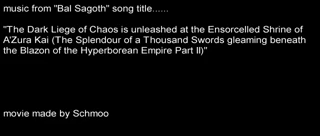 music from "Bal Sagoth" song title......
"The Dark Liege of Chaos is unleashed at the Ensorcelled Shrine of
A'Zura Kai (The Splendour of a Thousand Swords gleaming beneath
the Blazon of the Hyperborean Empire Part II)"
movie made by Schmoo